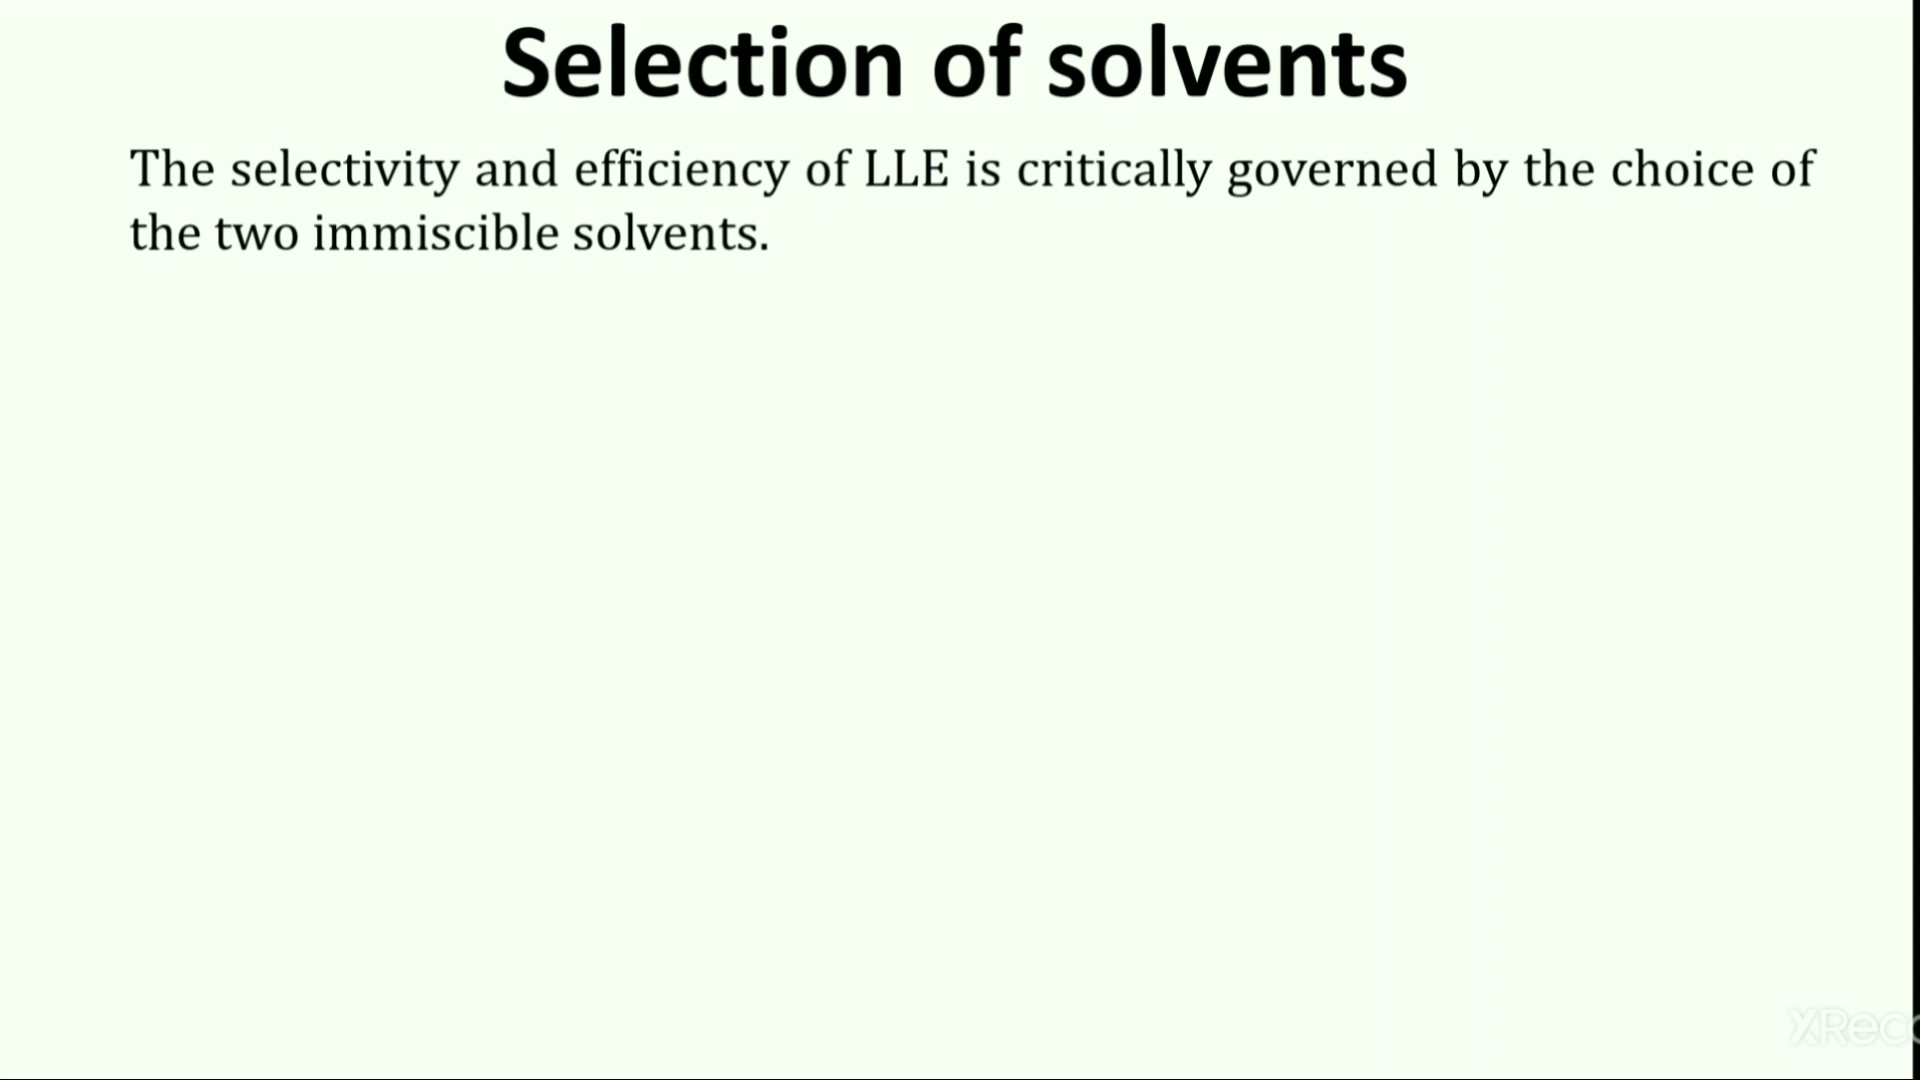 Selection of solvents
The selectivity and efficiency of LLE is critically governed by the choice of
the two immiscible solvents.
XRec